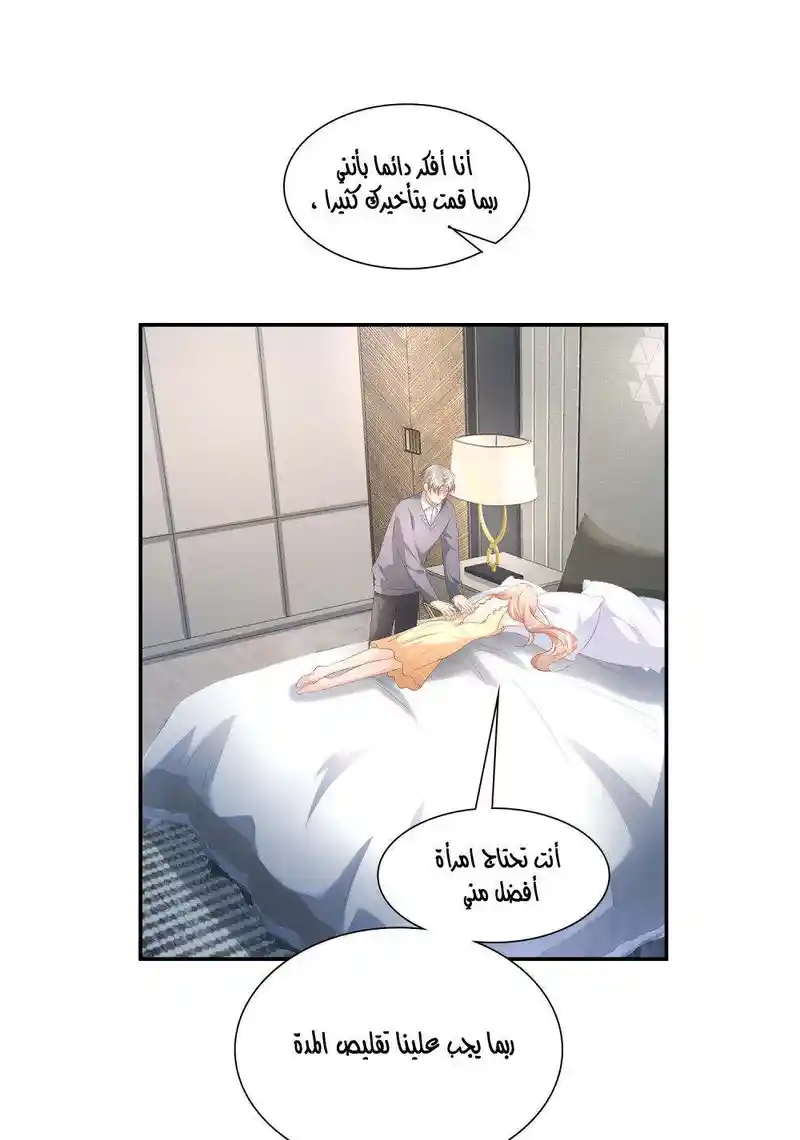 أنا أفكر دائما بأنني
ربما قمت بتأخيرك كثيرا ،
أنت تحتاج امرأة
أفضل مني
ربما يجب علينا تقليص المدة